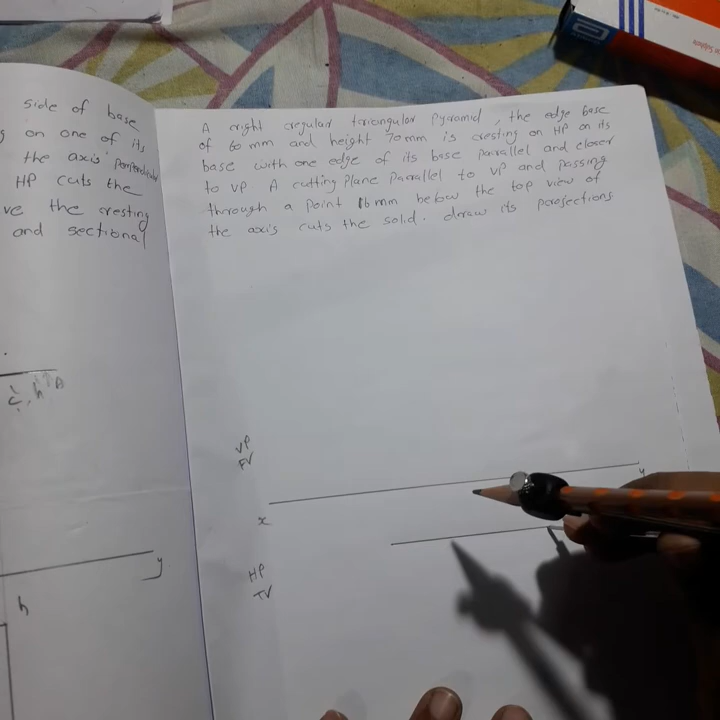 side of base
on one of its
the axis perpendicular
HP cuts the
ve the resting
and sectional
A right regular triangular Pyramid, the edge base
of 60 mm and height 70 mm is resting on HP on its
base with one edge of its base parallel and closer
to VP A cutting Plane Parallel to VP and passing
through a point 16 mm below the top view of
the axis cuts the solid. draw its projections
VP
FV
x
y
HP
TV
y
h